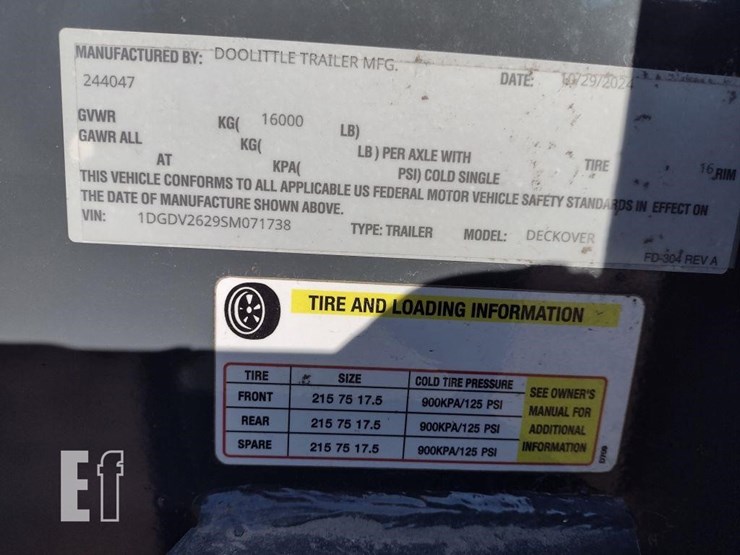 MANUFACTURED BY: DOOLITTLE TRAILER MFG.
244047 DATE: 10/29/2024
GVWR KG( 16000 LB)
GAWR ALL KG( LB ) PER AXLE WITH TIRE 16 RIM
AT KPA( PSI) COLD SINGLE
THIS VEHICLE CONFORMS TO ALL APPLICABLE US FEDERAL MOTOR VEHICLE SAFETY STANDARDS IN EFFECT ON
THE DATE OF MANUFACTURE SHOWN ABOVE.
VIN: 1DGDV2629SM071738 TYPE: TRAILER MODEL: DECKOVER
FD-304 REV A
TIRE AND LOADING INFORMATION
TIRE SIZE COLD TIRE PRESSURE
FRONT 215 75 17.5 900KPA/125 PSI
REAR 215 75 17.5 900KPA/125 PSI
SPARE 215 75 17.5 900KPA/125 PSI
SEE OWNER'S
MANUAL FOR
ADDITIONAL
INFORMATION
Ef